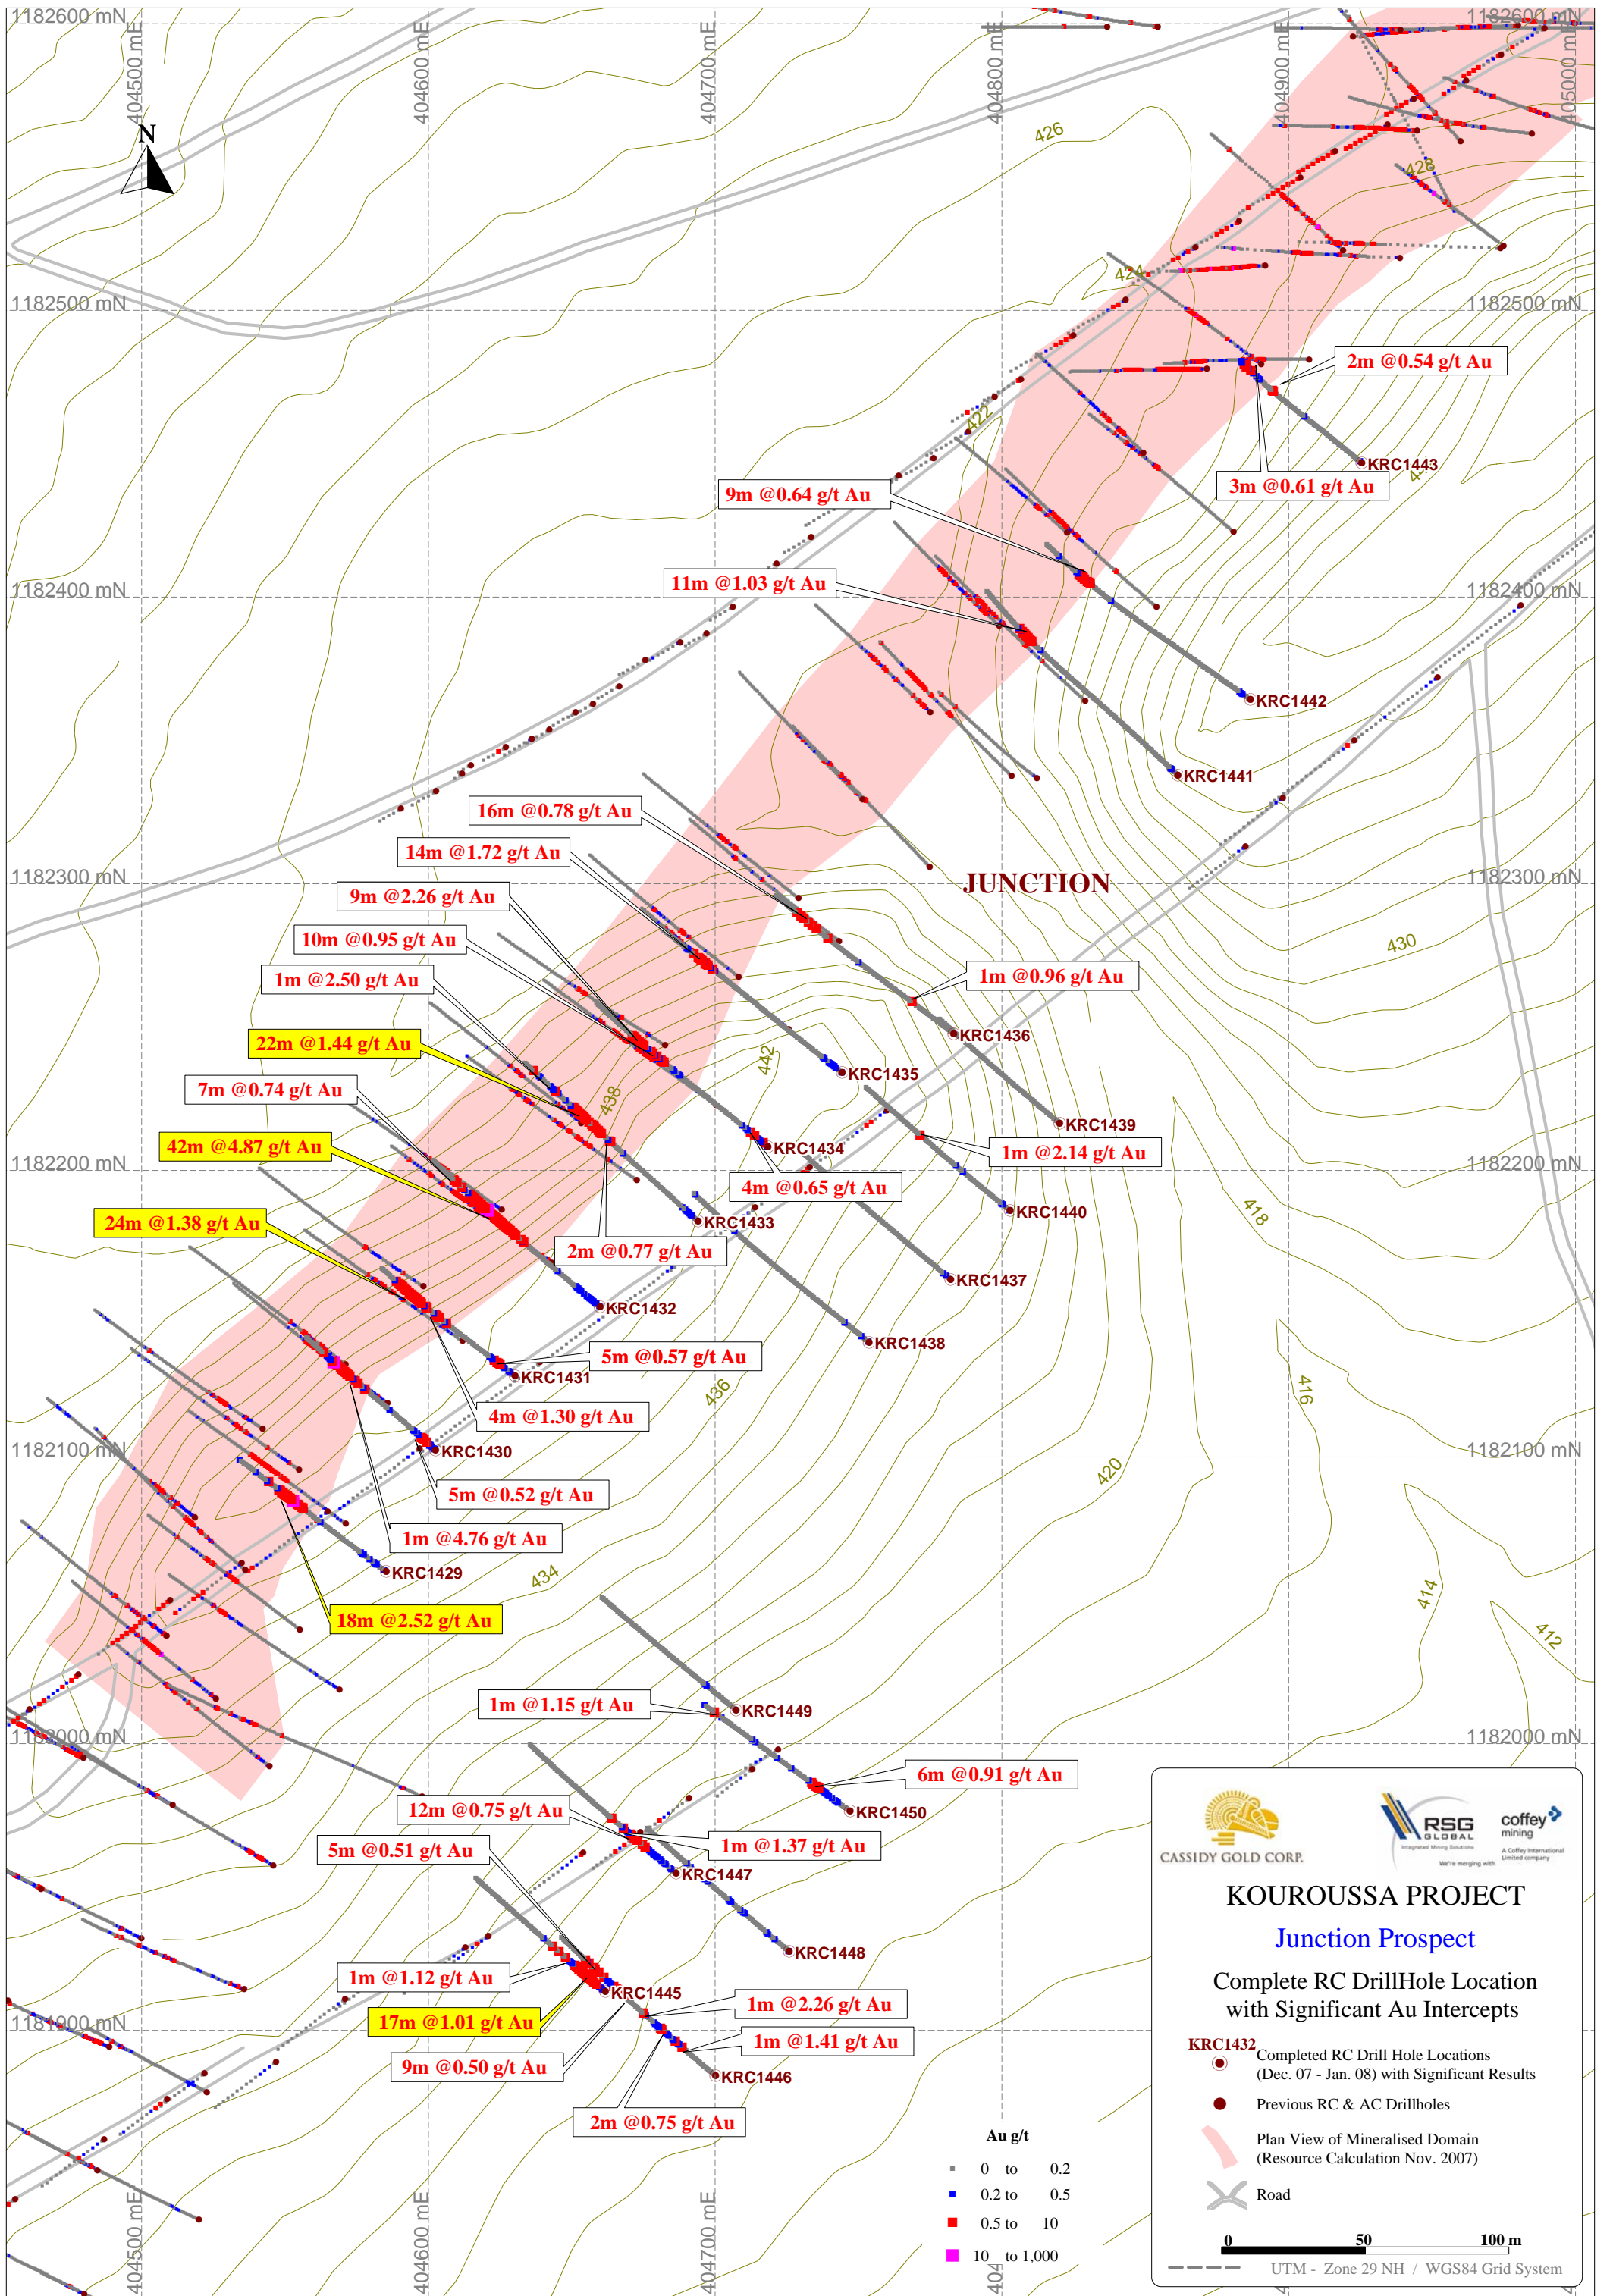 1182600 mN
1182600 mN
404500 mE
404600 mE
404700 mE
404800 mE
404900 mE
405000 mE
N
426
428
424
1182500 mN
1182500 mN
2m @0.54 g/t Au
422
KRC1443
3m @0.61 g/t Au
9m @0.64 g/t Au
11m @1.03 g/t Au
1182400 mN
1182400 mN
KRC1442
KRC1441
16m @0.78 g/t Au
14m @1.72 g/t Au
1182300 mN
JUNCTION
1182300 mN
9m @2.26 g/t Au
10m @0.95 g/t Au
430
1m @2.50 g/t Au
1m @0.96 g/t Au
22m @1.44 g/t Au
KRC1436
442
KRC1435
7m @0.74 g/t Au
438
KRC1439
42m @4.87 g/t Au
KRC1434
1m @2.14 g/t Au
1182200 mN
1182200 mN
4m @0.65 g/t Au
24m @1.38 g/t Au
KRC1433
KRC1440
418
2m @0.77 g/t Au
KRC1437
KRC1432
KRC1438
5m @0.57 g/t Au
KRC1431
436
416
4m @1.30 g/t Au
1182100 mN
KRC1430
1182100 mN
420
5m @0.52 g/t Au
1m @4.76 g/t Au
KRC1429
434
414
18m @2.52 g/t Au
412
1m @1.15 g/t Au
KRC1449
1182000 mN
1182000 mN
6m @0.91 g/t Au
12m @0.75 g/t Au
KRC1450
1m @1.37 g/t Au
5m @0.51 g/t Au
KRC1447
KRC1448
1m @1.12 g/t Au
KRC1445
1m @2.26 g/t Au
17m @1.01 g/t Au
1181900 mN
1m @1.41 g/t Au
9m @0.50 g/t Au
KRC1446
2m @0.75 g/t Au
404500 mE
404600 mE
404700 mE
Au g/t
0 to 0.2
0.2 to 0.5
0.5 to 10
10 to 1,000
CASSIDY GOLD CORP.
RSG
GLOBAL
Integrated Mining Solutions
We're merging with
coffey
mining
A Coffey International
Limited company
KOUROUSSA PROJECT
Junction Prospect
Complete RC DrillHole Location
with Significant Au Intercepts
KRC1432
Completed RC Drill Hole Locations
(Dec. 07 - Jan. 08) with Significant Results
Previous RC & AC Drillholes
Plan View of Mineralised Domain
(Resource Calculation Nov. 2007)
Road
0 50 100 m
UTM - Zone 29 NH / WGS84 Grid System